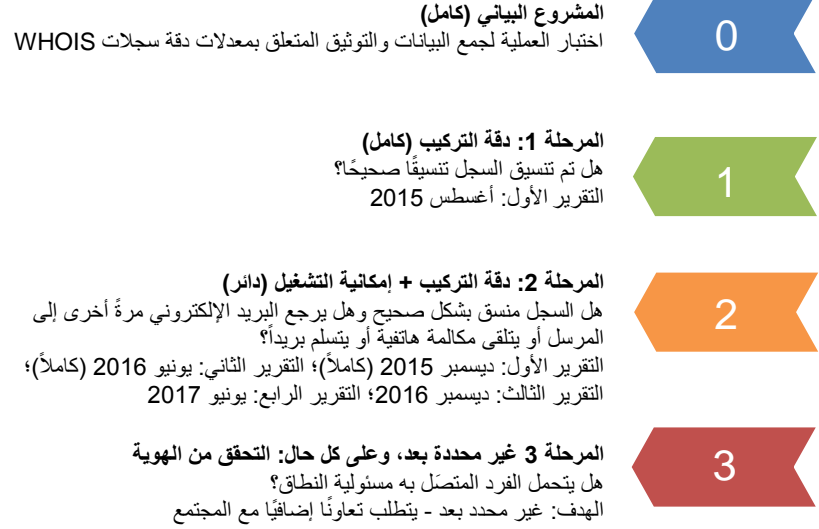 0
المشروع البياني (كامل)
اختبار العملية لجمع البيانات والتوثيق المتعلق بمعدلات دقة سجلات WHOIS
1
المرحلة 1: دقة التركيب (كامل)
هل تم تنسيق السجل تنسيقًا صحيحًا؟
التقرير الأول: أغسطس 2015
2
المرحلة 2: دقة التركيب + إمكانية التشغيل (دائر)
هل السجل منسق بشكل صحيح وهل يرجع البريد الإلكتروني مرةً أخرى إلى
المرسل أو يتلقى مكالمة هاتفية أو يتسلم بريداً؟
التقرير الأول: ديسمبر 2015 (كاملاً)؛ التقرير الثاني: يونيو 2016 (كاملاً)؛
التقرير الثالث: ديسمبر 2016؛ التقرير الرابع: يونيو 2017
3
المرحلة 3 غير محددة بعد، وعلى كل حال: التحقق من الهوية
هل يتحمل الفرد المتصَل به مسئولية النطاق؟
الهدف: غير محدد بعد - يتطلب تعاونًا إضافيًا مع المجتمع